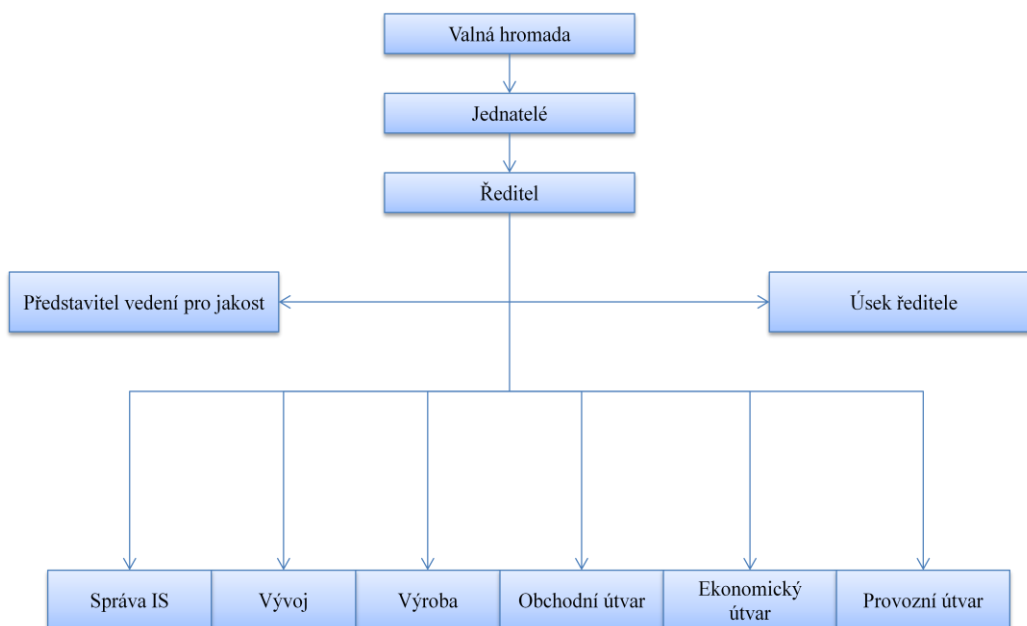 Valná hromada
Jednatelé
Ředitel
Představitel vedení pro jakost
Úsek ředitele
Správa IS
Vývoj
Výroba
Obchodní útvar
Ekonomický
útvar
Provozní útvar